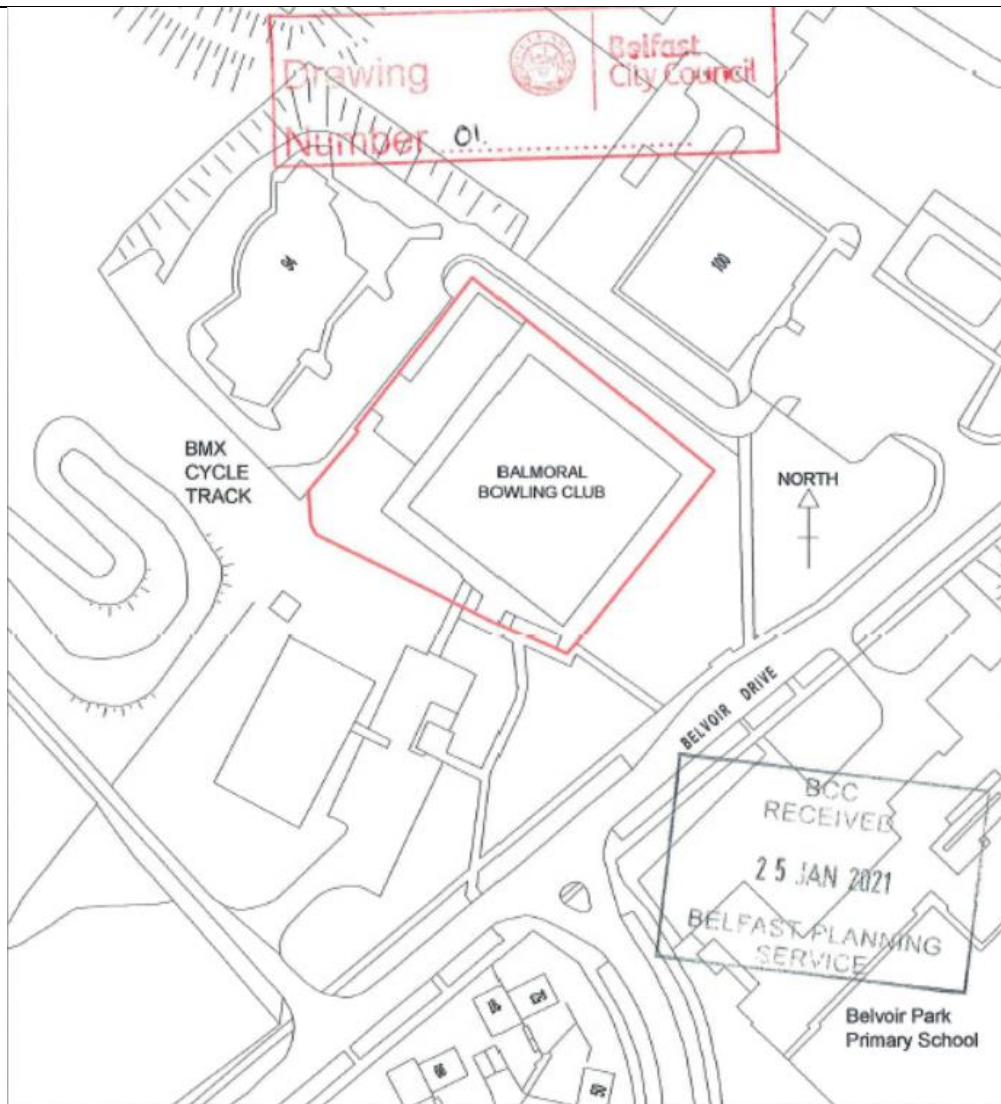 Drawing
Number 01.
Belfast
City Council
100
BMX
CYCLE
TRACK
BALMORAL
BOWLING CLUB
NORTH
BELVOIR DRIVE
BCC
RECEIVED
25 JAN 2021
BELFAST PLANNING
SERVICE
Belvoir Park
Primary School